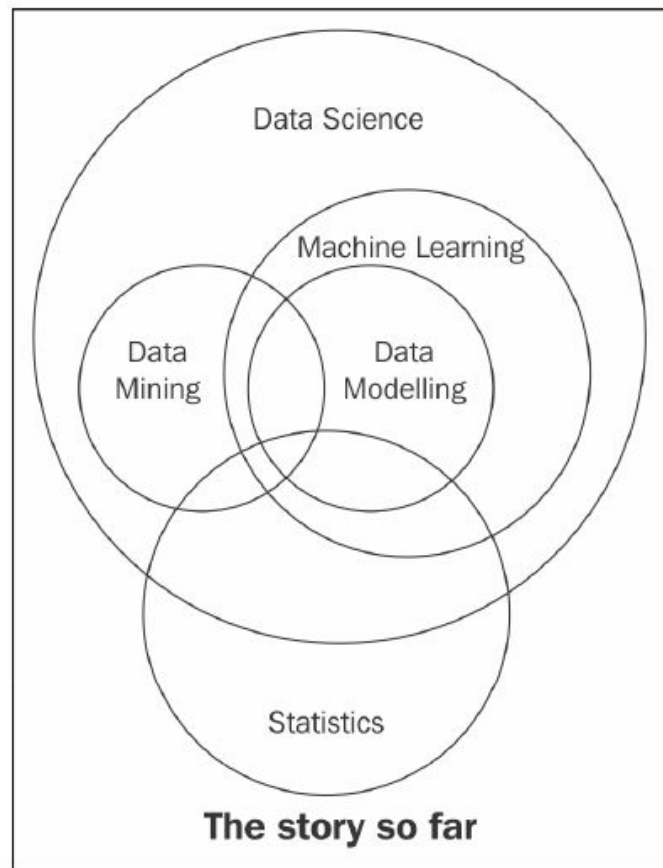 Data Science
Machine Learning
Data
Mining
Data
Modelling
Statistics
The story so far